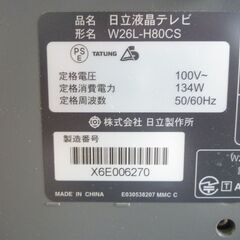 品名 日立液晶テレビ
形名 W26L-H80CS
PS
E
TATUNG
定格電圧 100V~
定格消費電力 134W
定格周波数 50/60Hz
株式会社 日立製作所
製造番号
X6E006270
MADE IN CHINA E030538207 MMC C